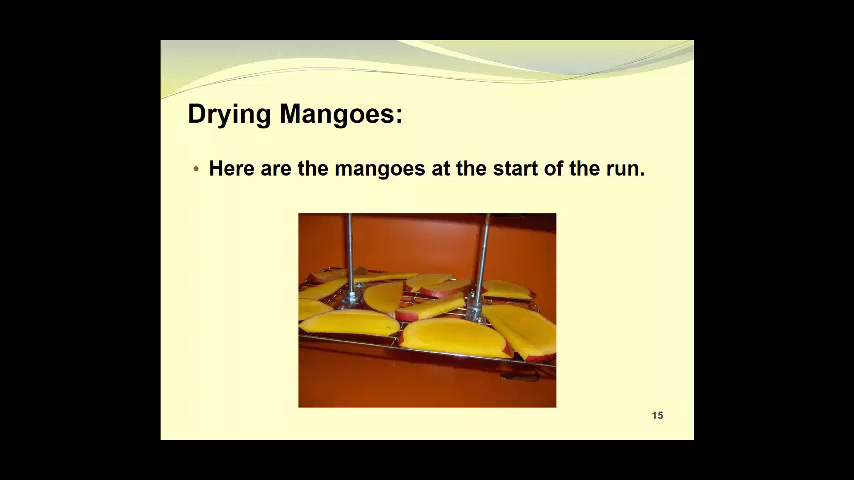 Drying Mangoes:
• Here are the mangoes at the start of the run.
15